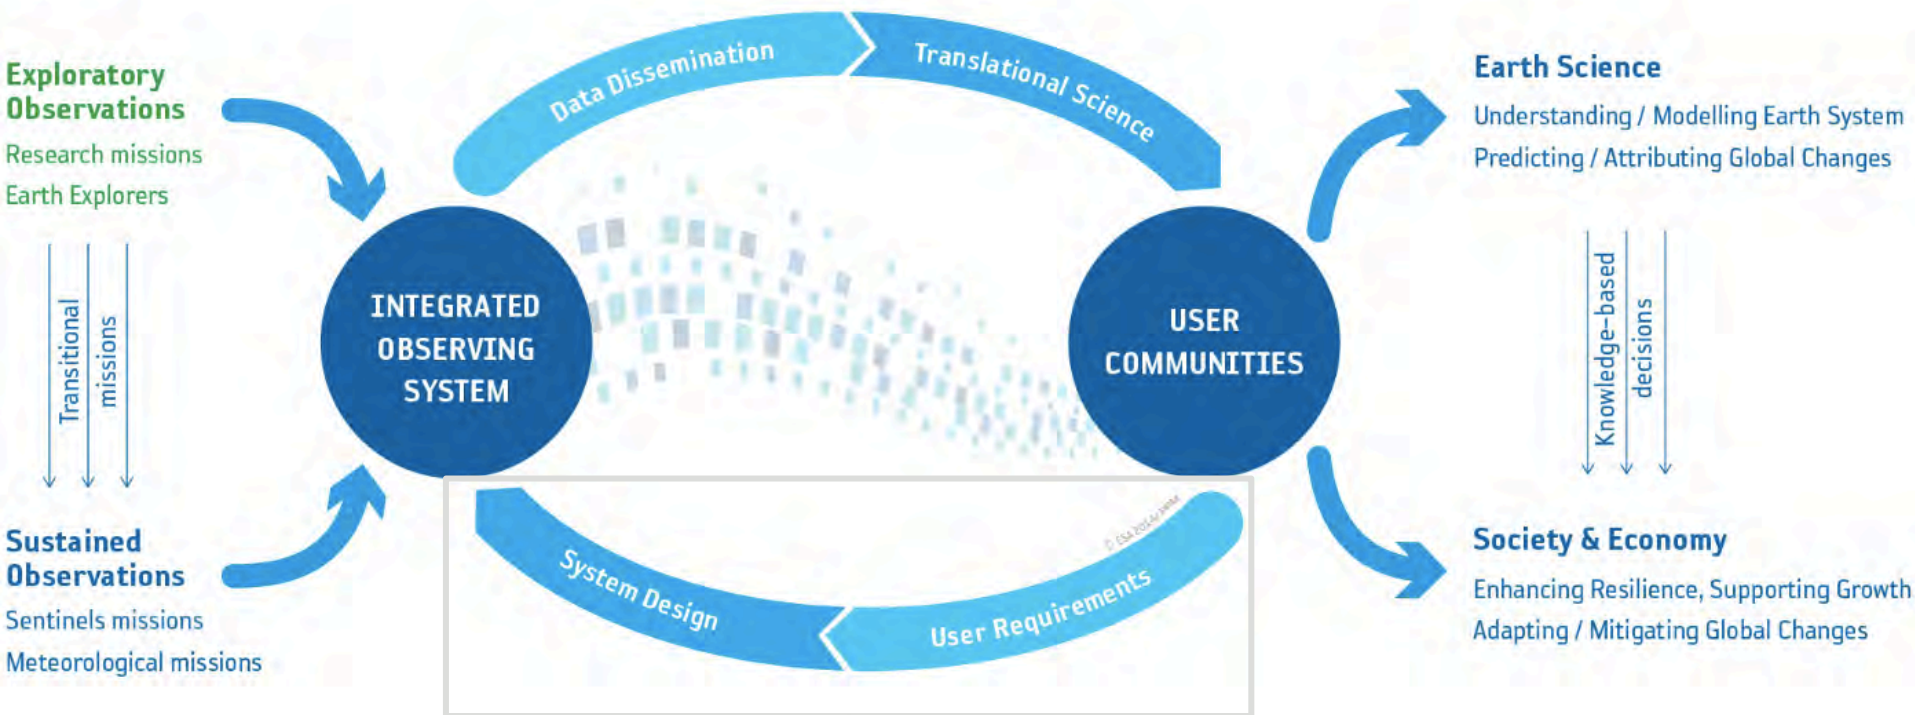 Exploratory
Observations
Research missions
Earth Explorers
Transitional
missions
Sustained
Observations
Sentinels missions
Meteorological missions
Data Dissemination
Translational Science
INTEGRATED
OBSERVING
SYSTEM
USER
COMMUNITIES
System Design
User Requirements
© ESA 2014/
Earth Science
Understanding / Modelling Earth System
Predicting / Attributing Global Changes
Knowledge-based
decisions
Society & Economy
Enhancing Resilience, Supporting Growth
Adapting / Mitigating Global Changes